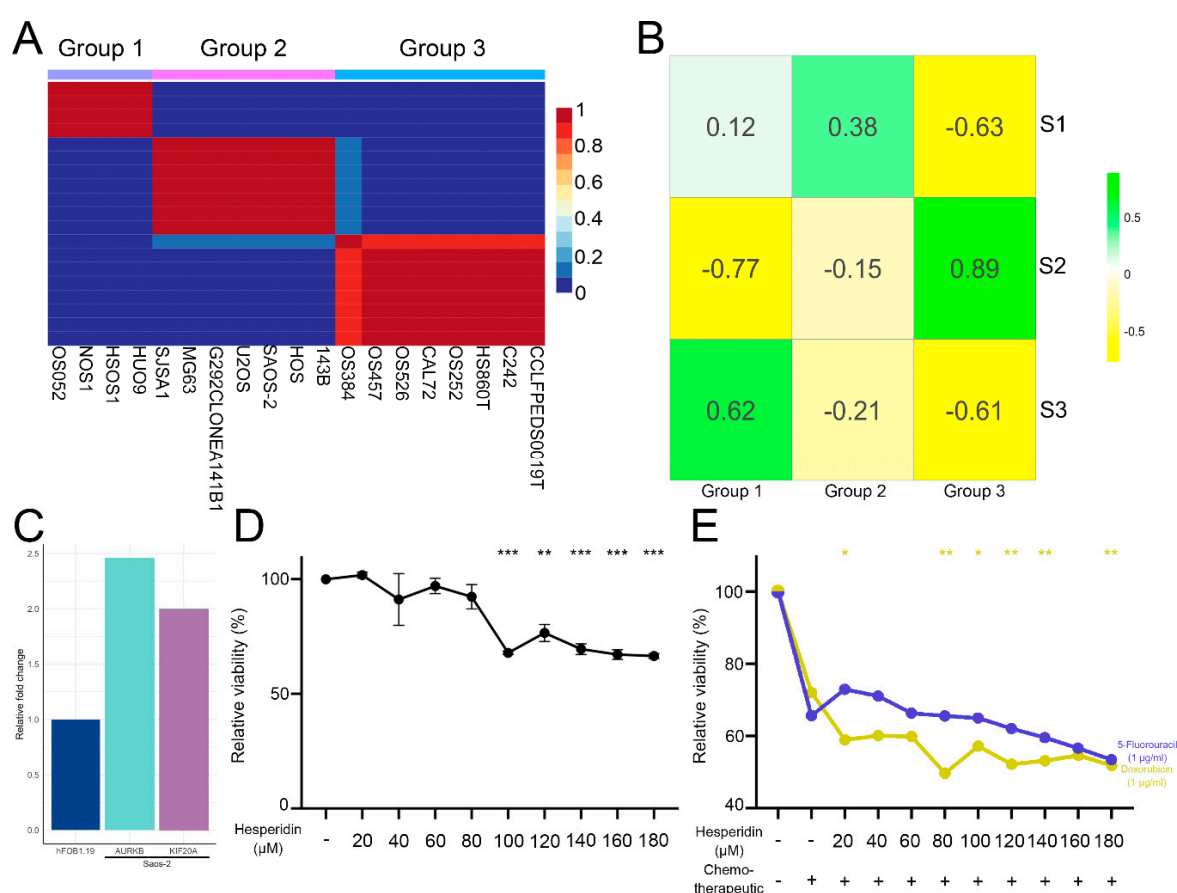 A
Group 1 Group 2 Group 3
1
0.8
0.6
0.4
0.2
0
OS052
NOS1
HSOS1
HUO9
SJSA1
MG63
G292CLONEA141B1
U2OS
SAOS-2
HOS
143B
OS384
OS457
OS526
CAL72
OS252
HS860T
C242
CCLFPEDS0019T
B
0.12 0.38 -0.63 S1
-0.77 -0.15 0.89 S2
0.62 -0.21 -0.61 S3
Group 1 Group 2 Group 3
0.5
0
-0.5
C
Relative fold change
2.5
2.0
1.5
1.0
0.5
0.0
hFOB1.19 AURKB KIF20A
Saos-2
D
*** ** *** *** ***
Relative viability (%)
100
50
0
Hesperidin
(µM)
- 20 40 60 80 100 120 140 160 180
E
* ** * ** ** **
Relative viability (%)
100
80
60
40
5-Fluorouracil
(1 µg/ml)
Doxorubicin
(1 µg/ml)
Hesperidin
(µM)
- - 20 40 60 80 100 120 140 160 180
Chemo-
therapeutic
- + + + + + + + + + +